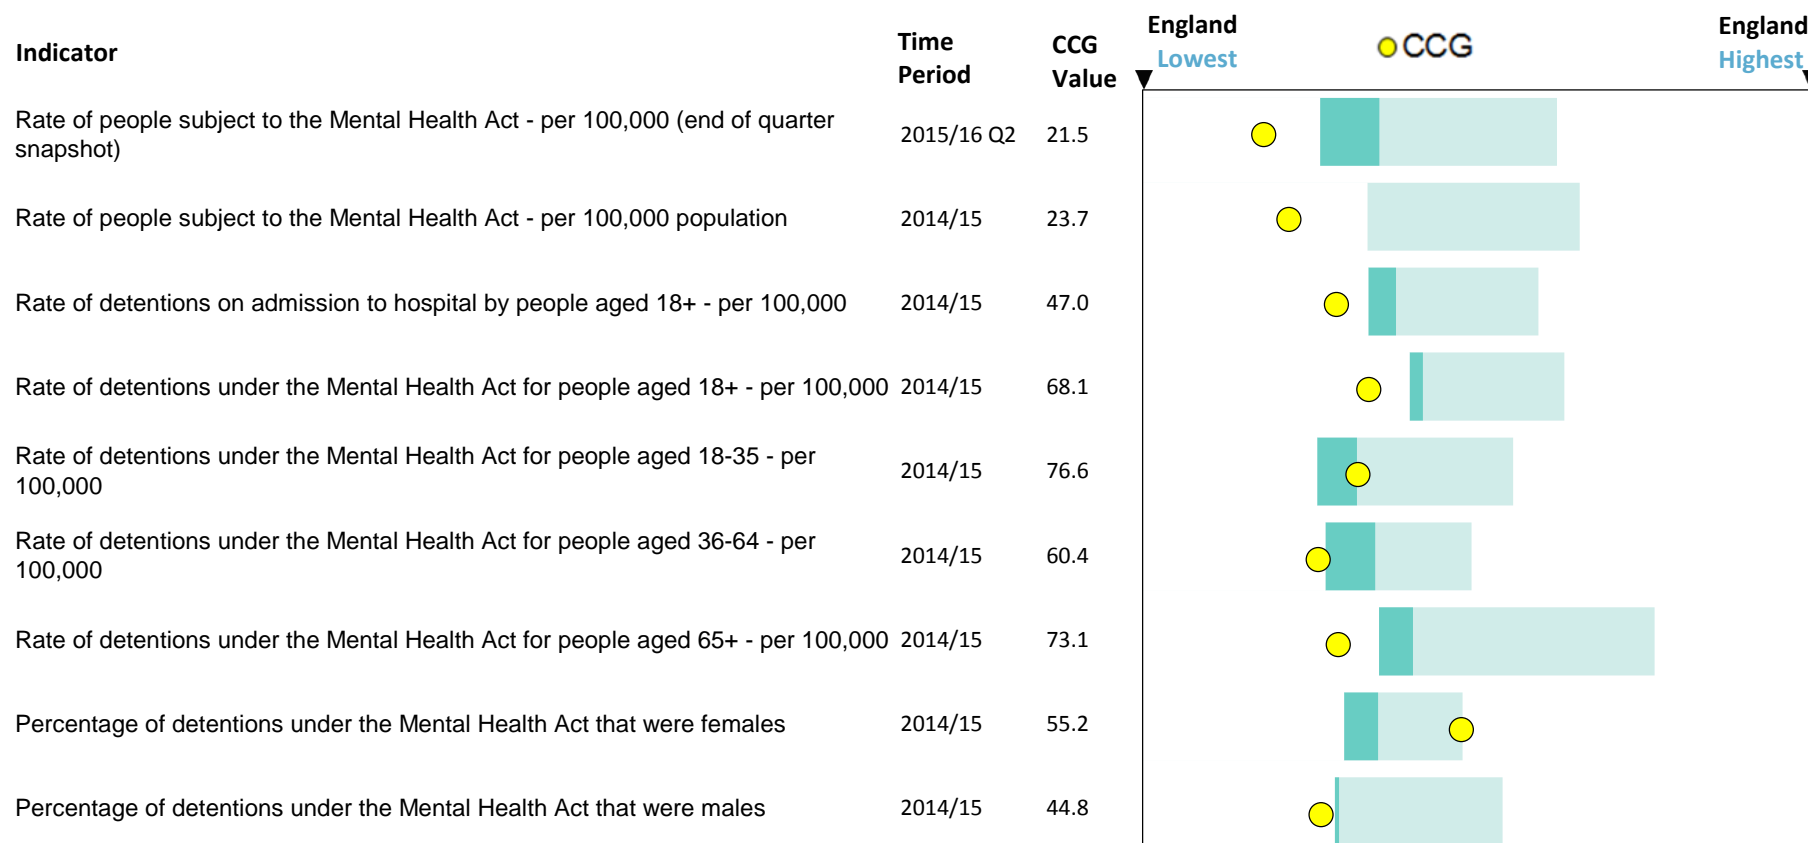 Indicator
Time Period
CCG Value
England Lowest
CCG
England Highest
Rate of people subject to the Mental Health Act - per 100,000 (end of quarter
snapshot)
2015/16 Q2 21.5
Rate of people subject to the Mental Health Act - per 100,000 population 2014/15 23.7
Rate of detentions on admission to hospital by people aged 18+ - per 100,000 2014/15 47.0
Rate of detentions under the Mental Health Act for people aged 18+ - per 100,000 2014/15 68.1
Rate of detentions under the Mental Health Act for people aged 18-35 - per
100,000
2014/15 76.6
Rate of detentions under the Mental Health Act for people aged 36-64 - per
100,000
2014/15 60.4
Rate of detentions under the Mental Health Act for people aged 65+ - per 100,000 2014/15 73.1
Percentage of detentions under the Mental Health Act that were females 2014/15 55.2
Percentage of detentions under the Mental Health Act that were males 2014/15 44.8